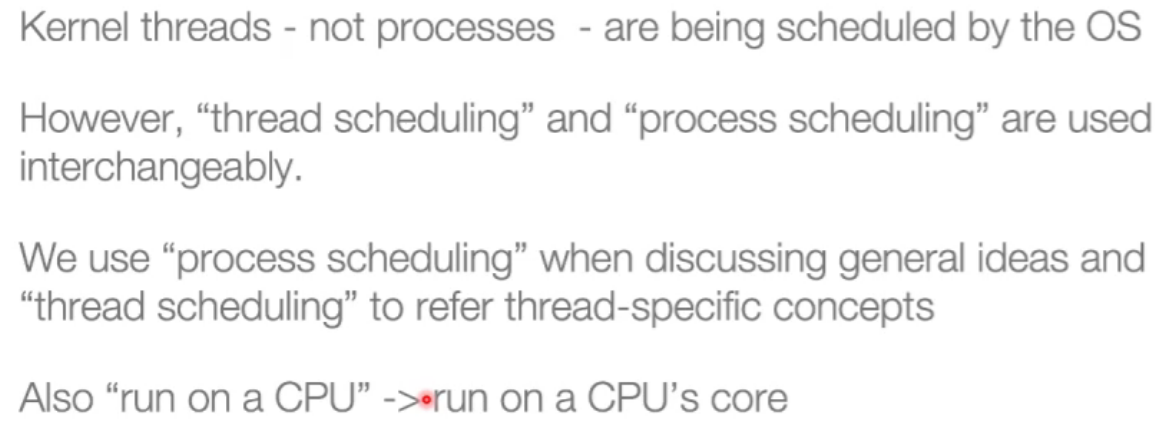 Kernel threads - not processes  - are being scheduled by the OS
However, “thread scheduling” and “process scheduling” are used
interchangeably.
We use “process scheduling” when discussing general ideas and
“thread scheduling” to refer thread-specific concepts
Also “run on a CPU” -> run on a CPU’s core